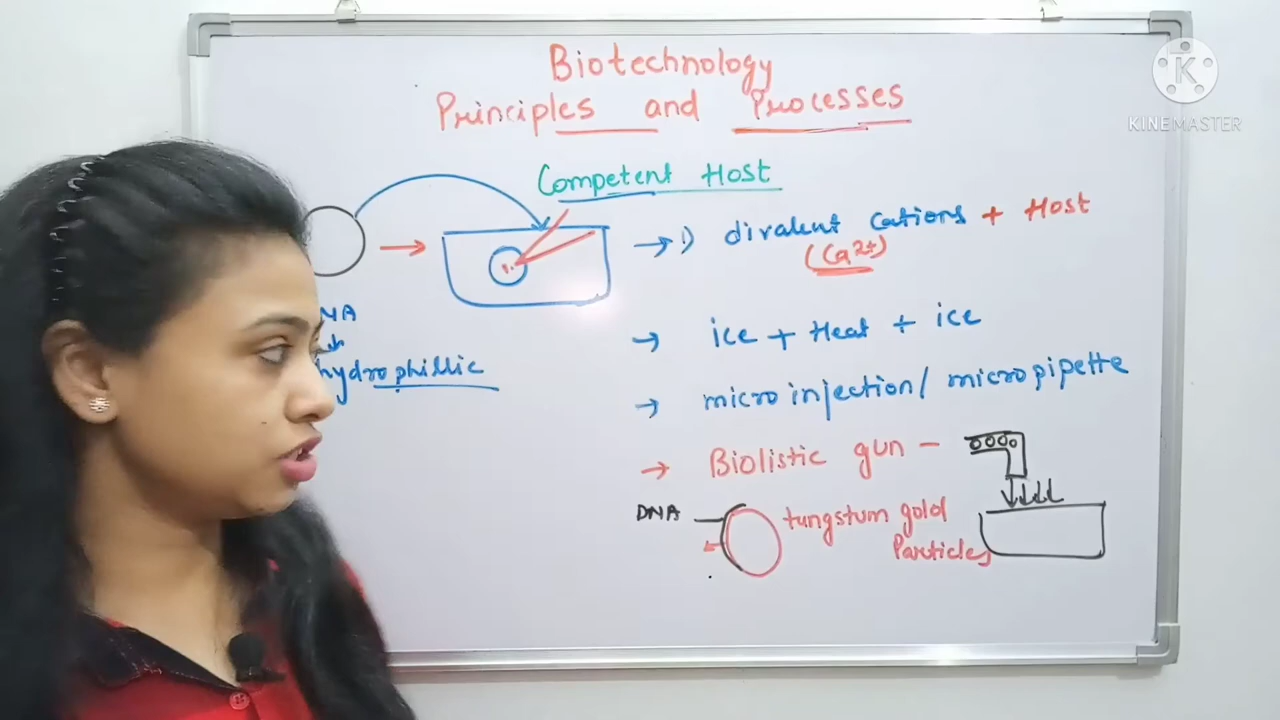 Biotechnology
Principles and Processes
KINEMASTER
Competent Host
→ 1) divalent cations + Host
(Ca2+)
→ ice + Heat + ice
hydrophillic
→ micro injection/ micropipette
→ Biolistic gun -
DNA
tungstum gold
Particles